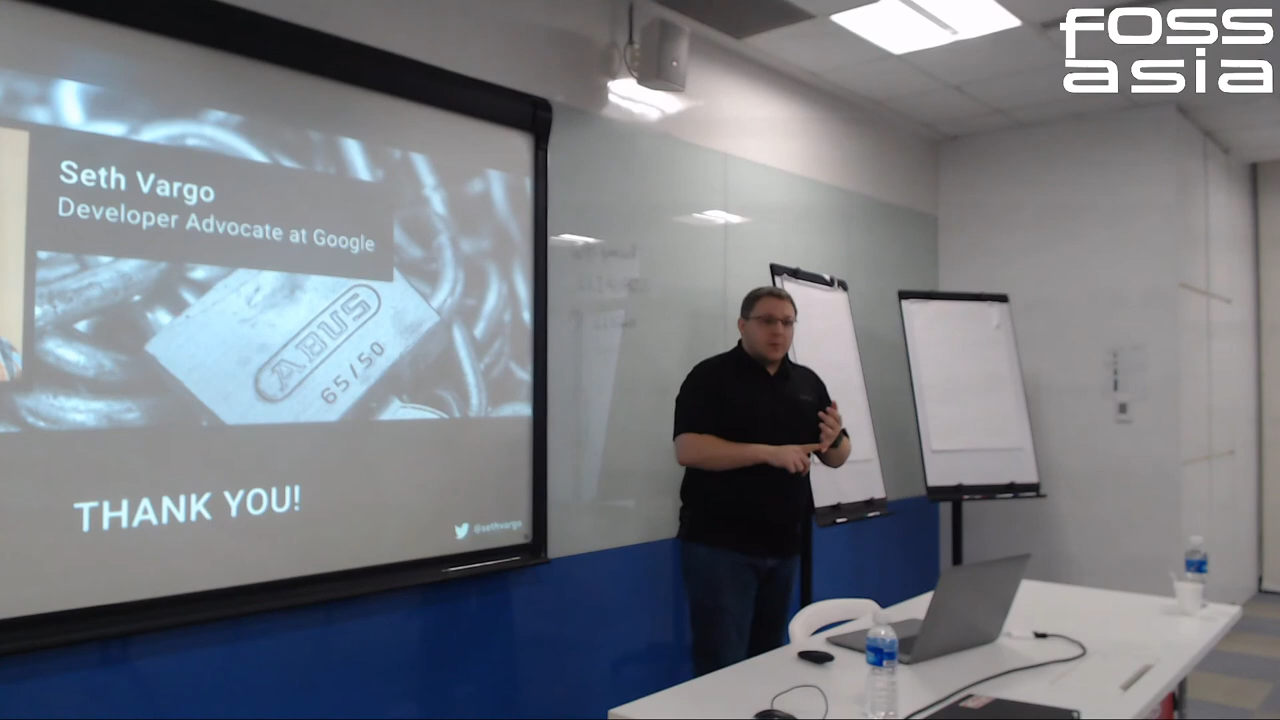 FOSS
asia
Seth Vargo
Developer Advocate at Google
ABUS
65/50
THANK YOU!
@sethvargo